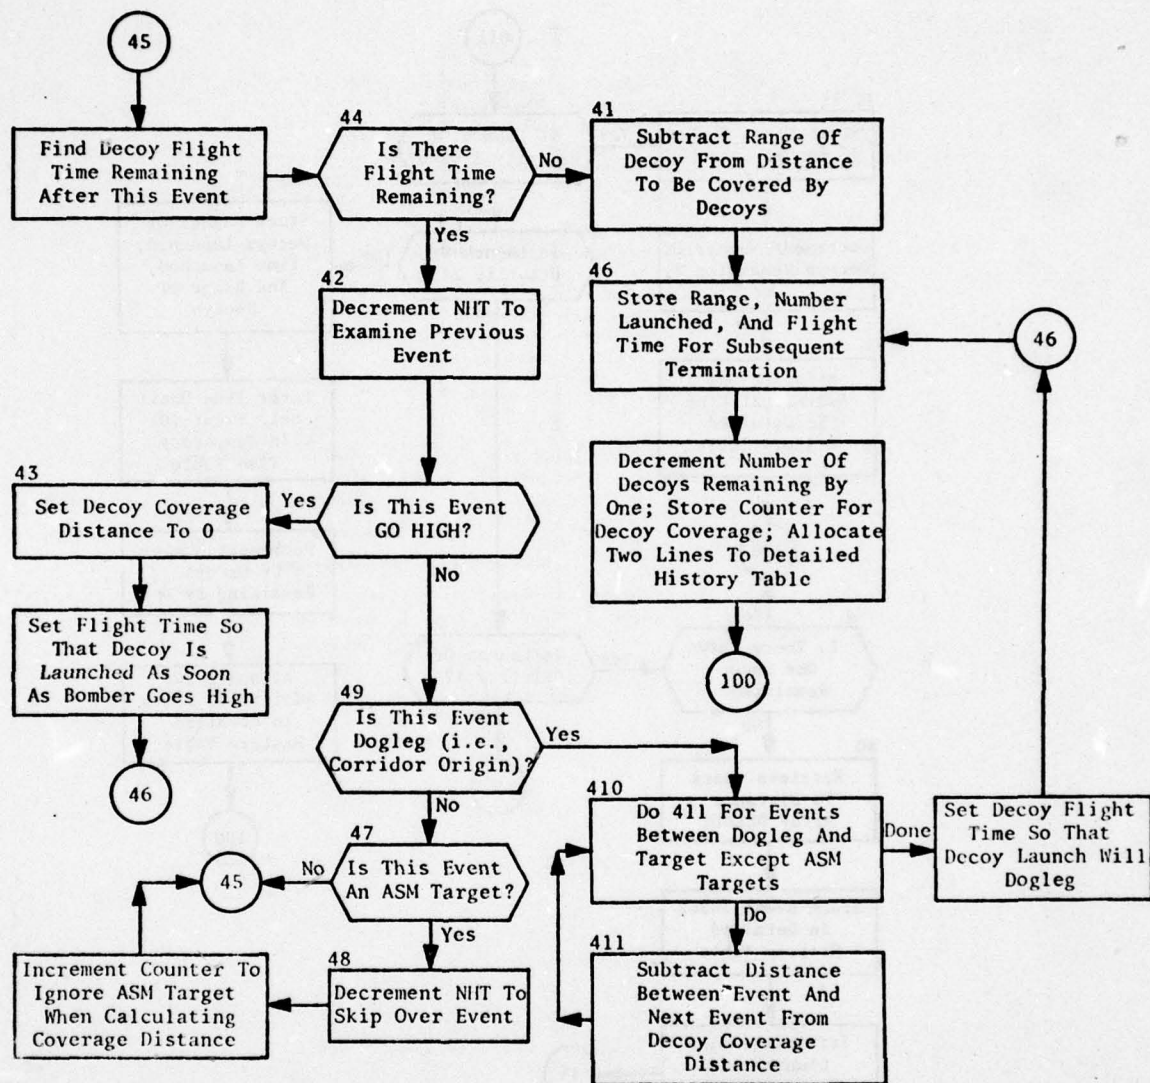 45
Find Decoy Flight
Time Remaining
After This Event
44
Is There
Flight Time
Remaining?
No
Yes
41
Subtract Range Of
Decoy From Distance
To Be Covered By
Decoys
42
Decrement NHT To
Examine Previous
Event
46
Store Range, Number
Launched, And Flight
Time For Subsequent
Termination
46
Decrement Number Of
Decoys Remaining By
One; Store Counter For
Decoy Coverage; Allocate
Two Lines To Detailed
History Table
100
43
Set Decoy Coverage
Distance To 0
Yes
Is This Event
GO HIGH?
No
Set Flight Time So
That Decoy Is
Launched As Soon
As Bomber Goes High
46
49
Is This Event
Dogleg (i.e.,
Corridor Origin)?
Yes
No
410
Do 411 For Events
Between Dogleg And
Target Except ASM
Targets
Done
Do
Set Decoy Flight
Time So That
Decoy Launch Will
Dogleg
47
Is This Event
An ASM Target?
No
45
Yes
48
Decrement NHT To
Skip Over Event
Increment Counter To
Ignore ASM Target
When Calculating
Coverage Distance
411
Subtract Distance
Between Event And
Next Event From
Decoy Coverage
Distance